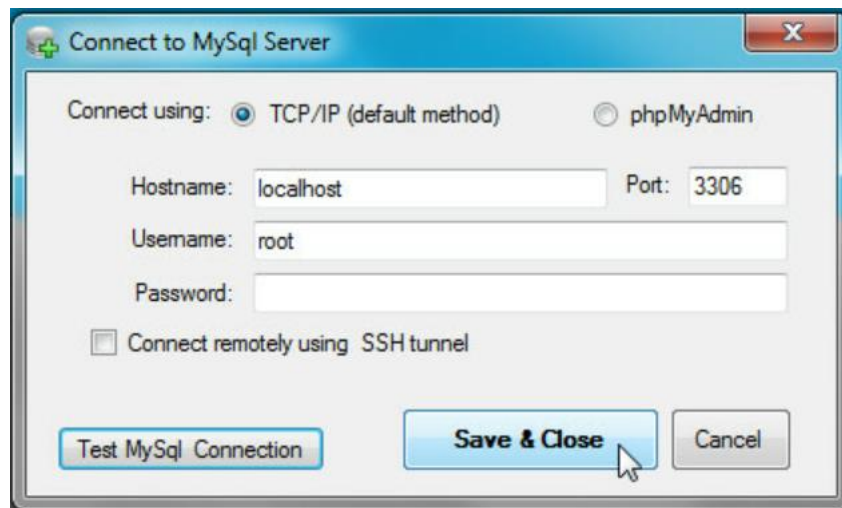 Connect to MySql Server
Connect using: TCP/IP (default method) phpMyAdmin
Hostname: localhost Port: 3306
Username: root
Password:
Connect remotely using SSH tunnel
Test MySql Connection Save & Close Cancel